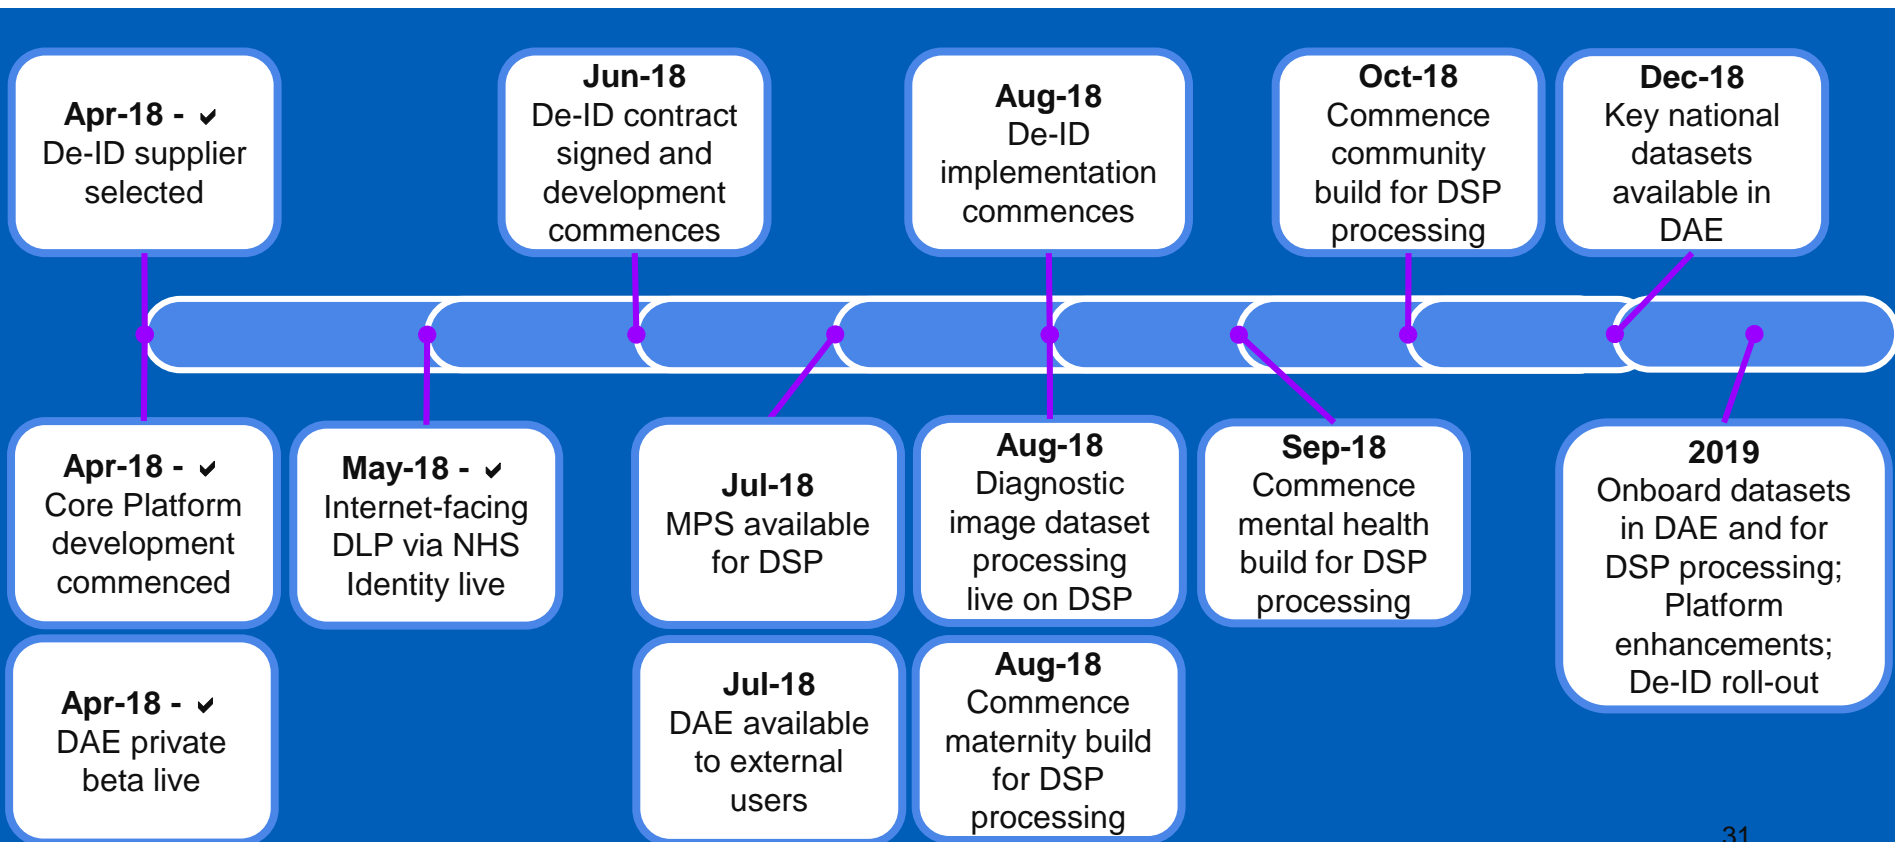 Apr-18 - ✓
De-ID supplier
selected
Jun-18
De-ID contract
signed and
development
commences
Aug-18
De-ID
implementation
commences
Oct-18
Commence
community
build for DSP
processing
Dec-18
Key national
datasets
available in
DAE
Apr-18 - ✓
Core Platform
development
commenced
May-18 - ✓
Internet-facing
DLP via NHS
Identity live
Jul-18
MPS available
for DSP
Aug-18
Diagnostic
image dataset
processing
live on DSP
Sep-18
Commence
mental health
build for DSP
processing
2019
Onboard datasets
in DAE and for
DSP processing;
Platform
enhancements;
De-ID roll-out
Apr-18 - ✓
DAE private
beta live
Jul-18
DAE available
to external
users
Aug-18
Commence
maternity build
for DSP
processing
31